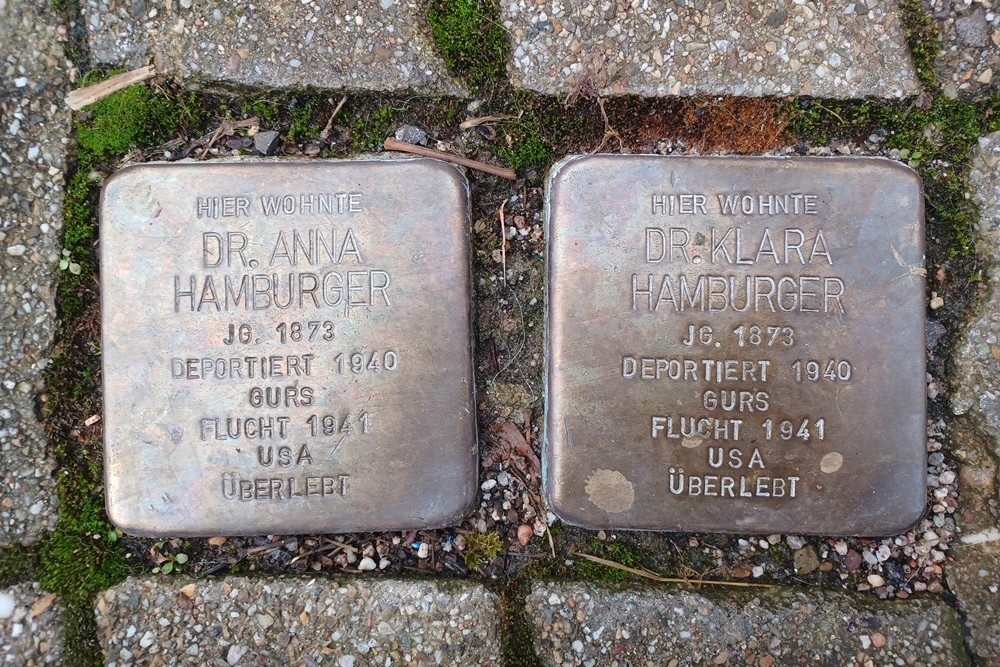 HIER WOHNTE
DR. ANNA
HAMBURGER
JG. 1873
DEPORTIERT 1940
GURS
FLUCHT 1941
USA
ÜBERLEBT
HIER WOHNTE
DR. KLARA
HAMBURGER
JG. 1873
DEPORTIERT 1940
GURS
FLUCHT 1941
USA
ÜBERLEBT